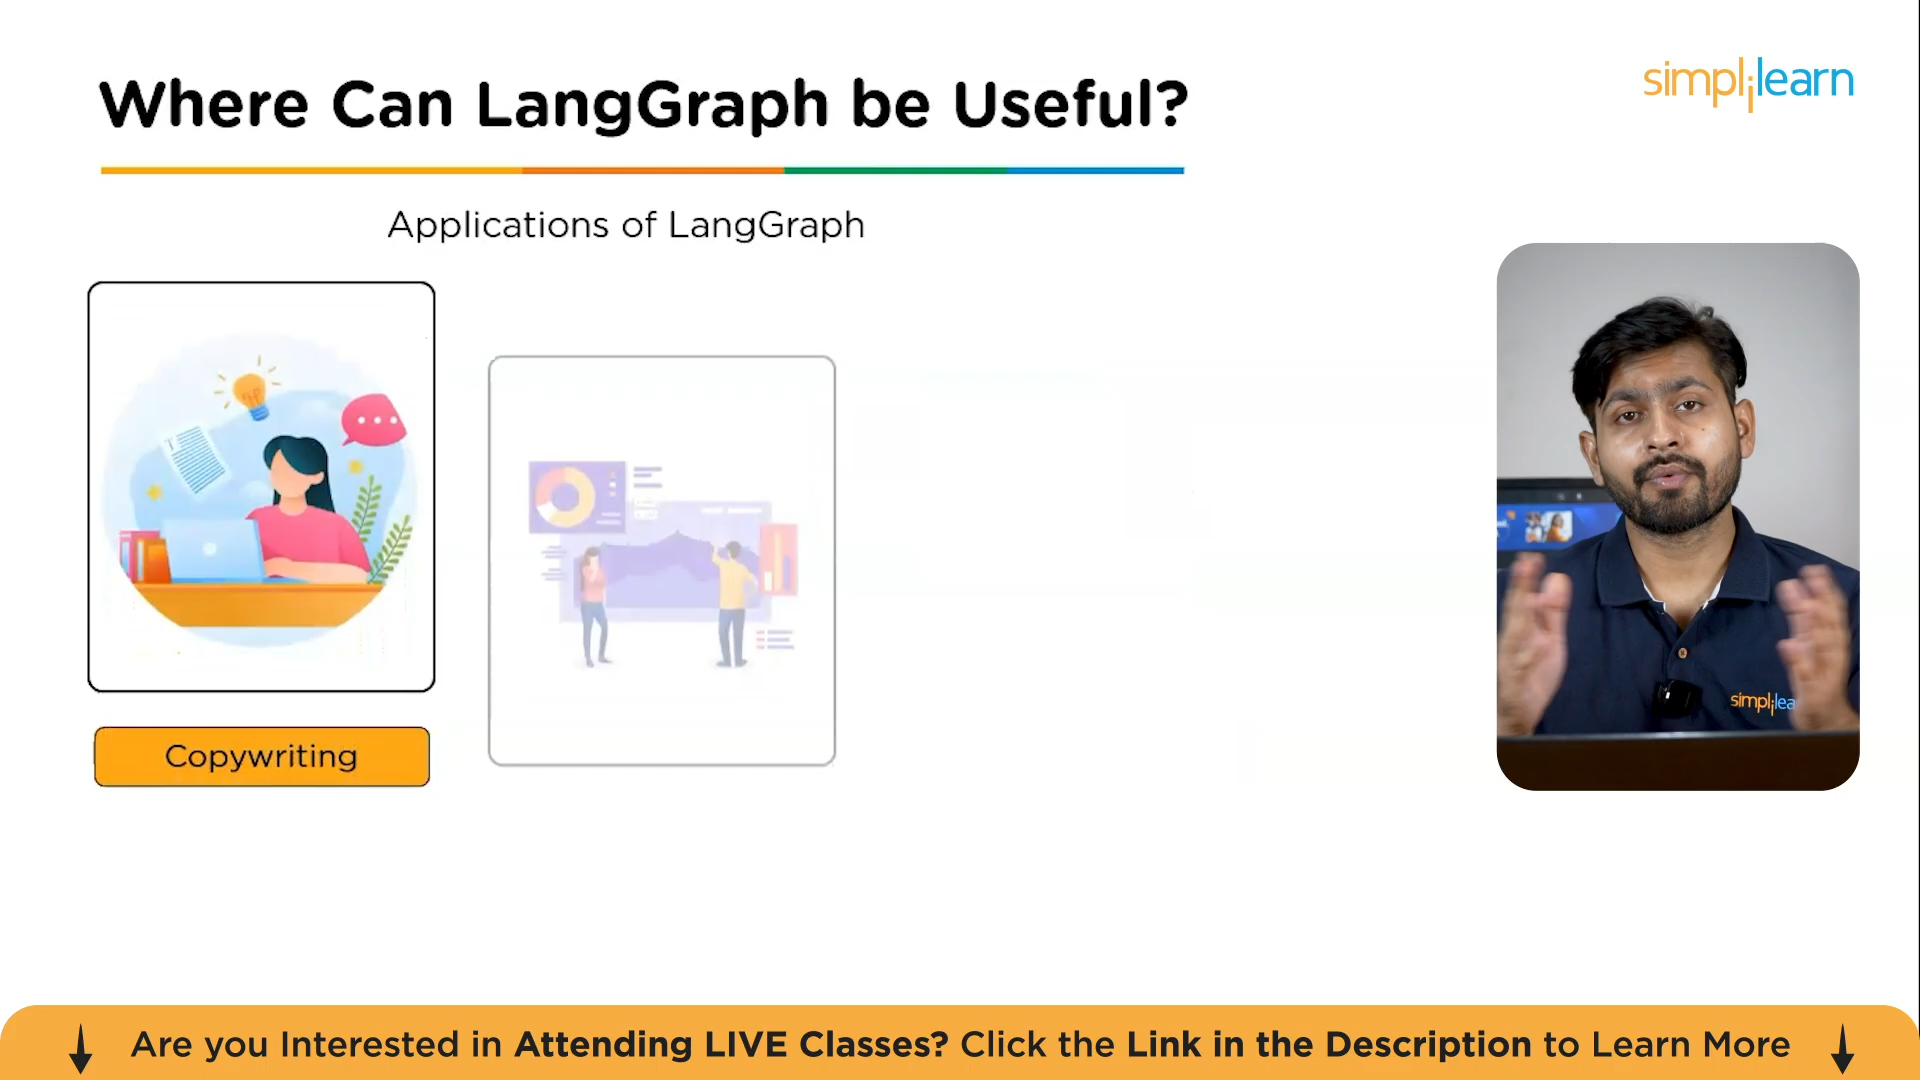 Where Can LangGraph be Useful?
simplilearn
Applications of LangGraph
Copywriting
simplilea
Are you Interested in Attending LIVE Classes? Click the Link in the Description to Learn More